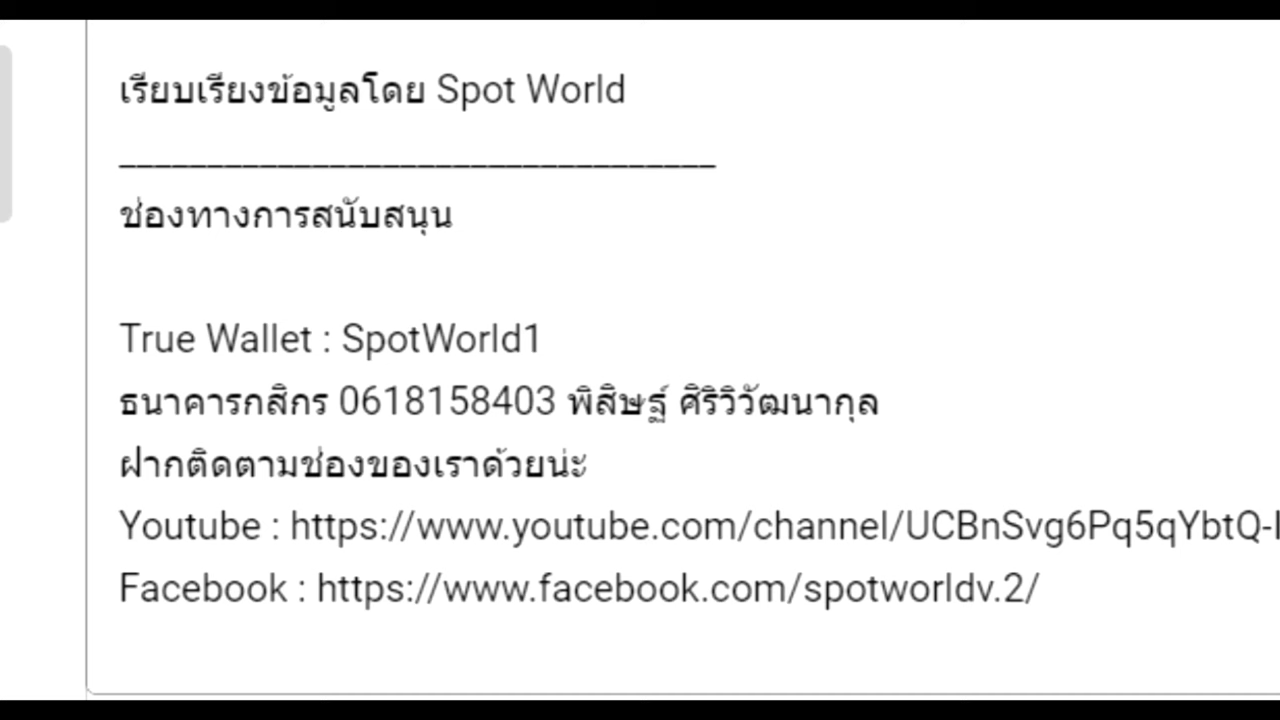 เรียบเรียงข้อมูลโดย Spot World
__________________________________
ช่องทางการสนับสนุน
True Wallet : SpotWorld1
ธนาคารกสิกร 0618158403 พิสิษฐ์ ศิริวิวัฒนากุล
ฝากติดตามช่องของเราด้วยน่ะ
Youtube : https://www.youtube.com/channel/UCBnSvg6Pq5qYbtQ-
Facebook : https://www.facebook.com/spotworldv.2/